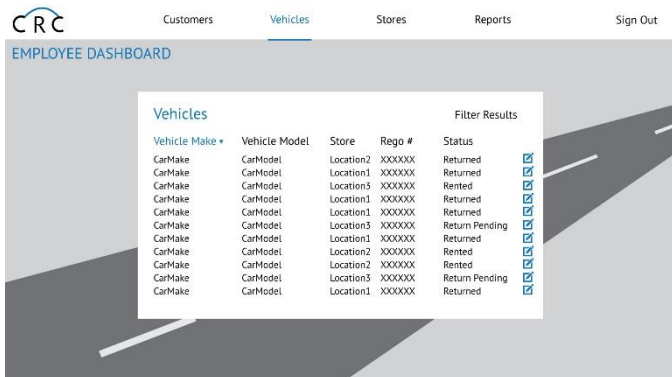 CRC Customers Vehicles Stores Reports Sign Out
EMPLOYEE DASHBOARD
Vehicles Filter Results
Vehicle Make Vehicle Model Store Rego # Status
CarMake CarModel Location2 XXXXXX Returned
CarMake CarModel Location1 XXXXXX Returned
CarMake CarModel Location3 XXXXXX Rented
CarMake CarModel Location1 XXXXXX Returned
CarMake CarModel Location1 XXXXXX Returned
CarMake CarModel Location3 XXXXXX Return Pending
CarMake CarModel Location1 XXXXXX Returned
CarMake CarModel Location2 XXXXXX Rented
CarMake CarModel Location2 XXXXXX Rented
CarMake CarModel Location3 XXXXXX Return Pending
CarMake CarModel Location1 XXXXXX Returned